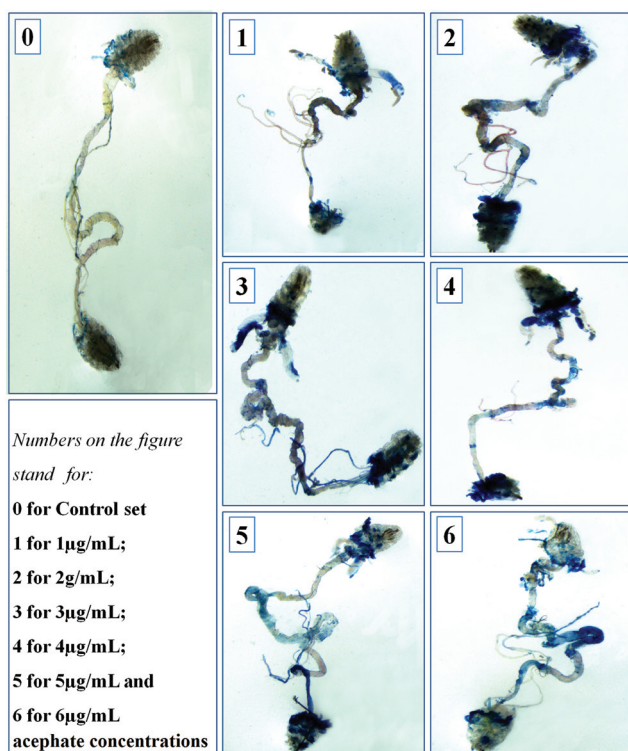 0
1
2
3
4
5
6
Numbers on the figure
stand for:
0 for Control set
1 for 1µg/mL;
2 for 2g/mL;
3 for 3µg/mL;
4 for 4µg/mL;
5 for 5µg/mL and
6 for 6µg/mL
acephate concentrations